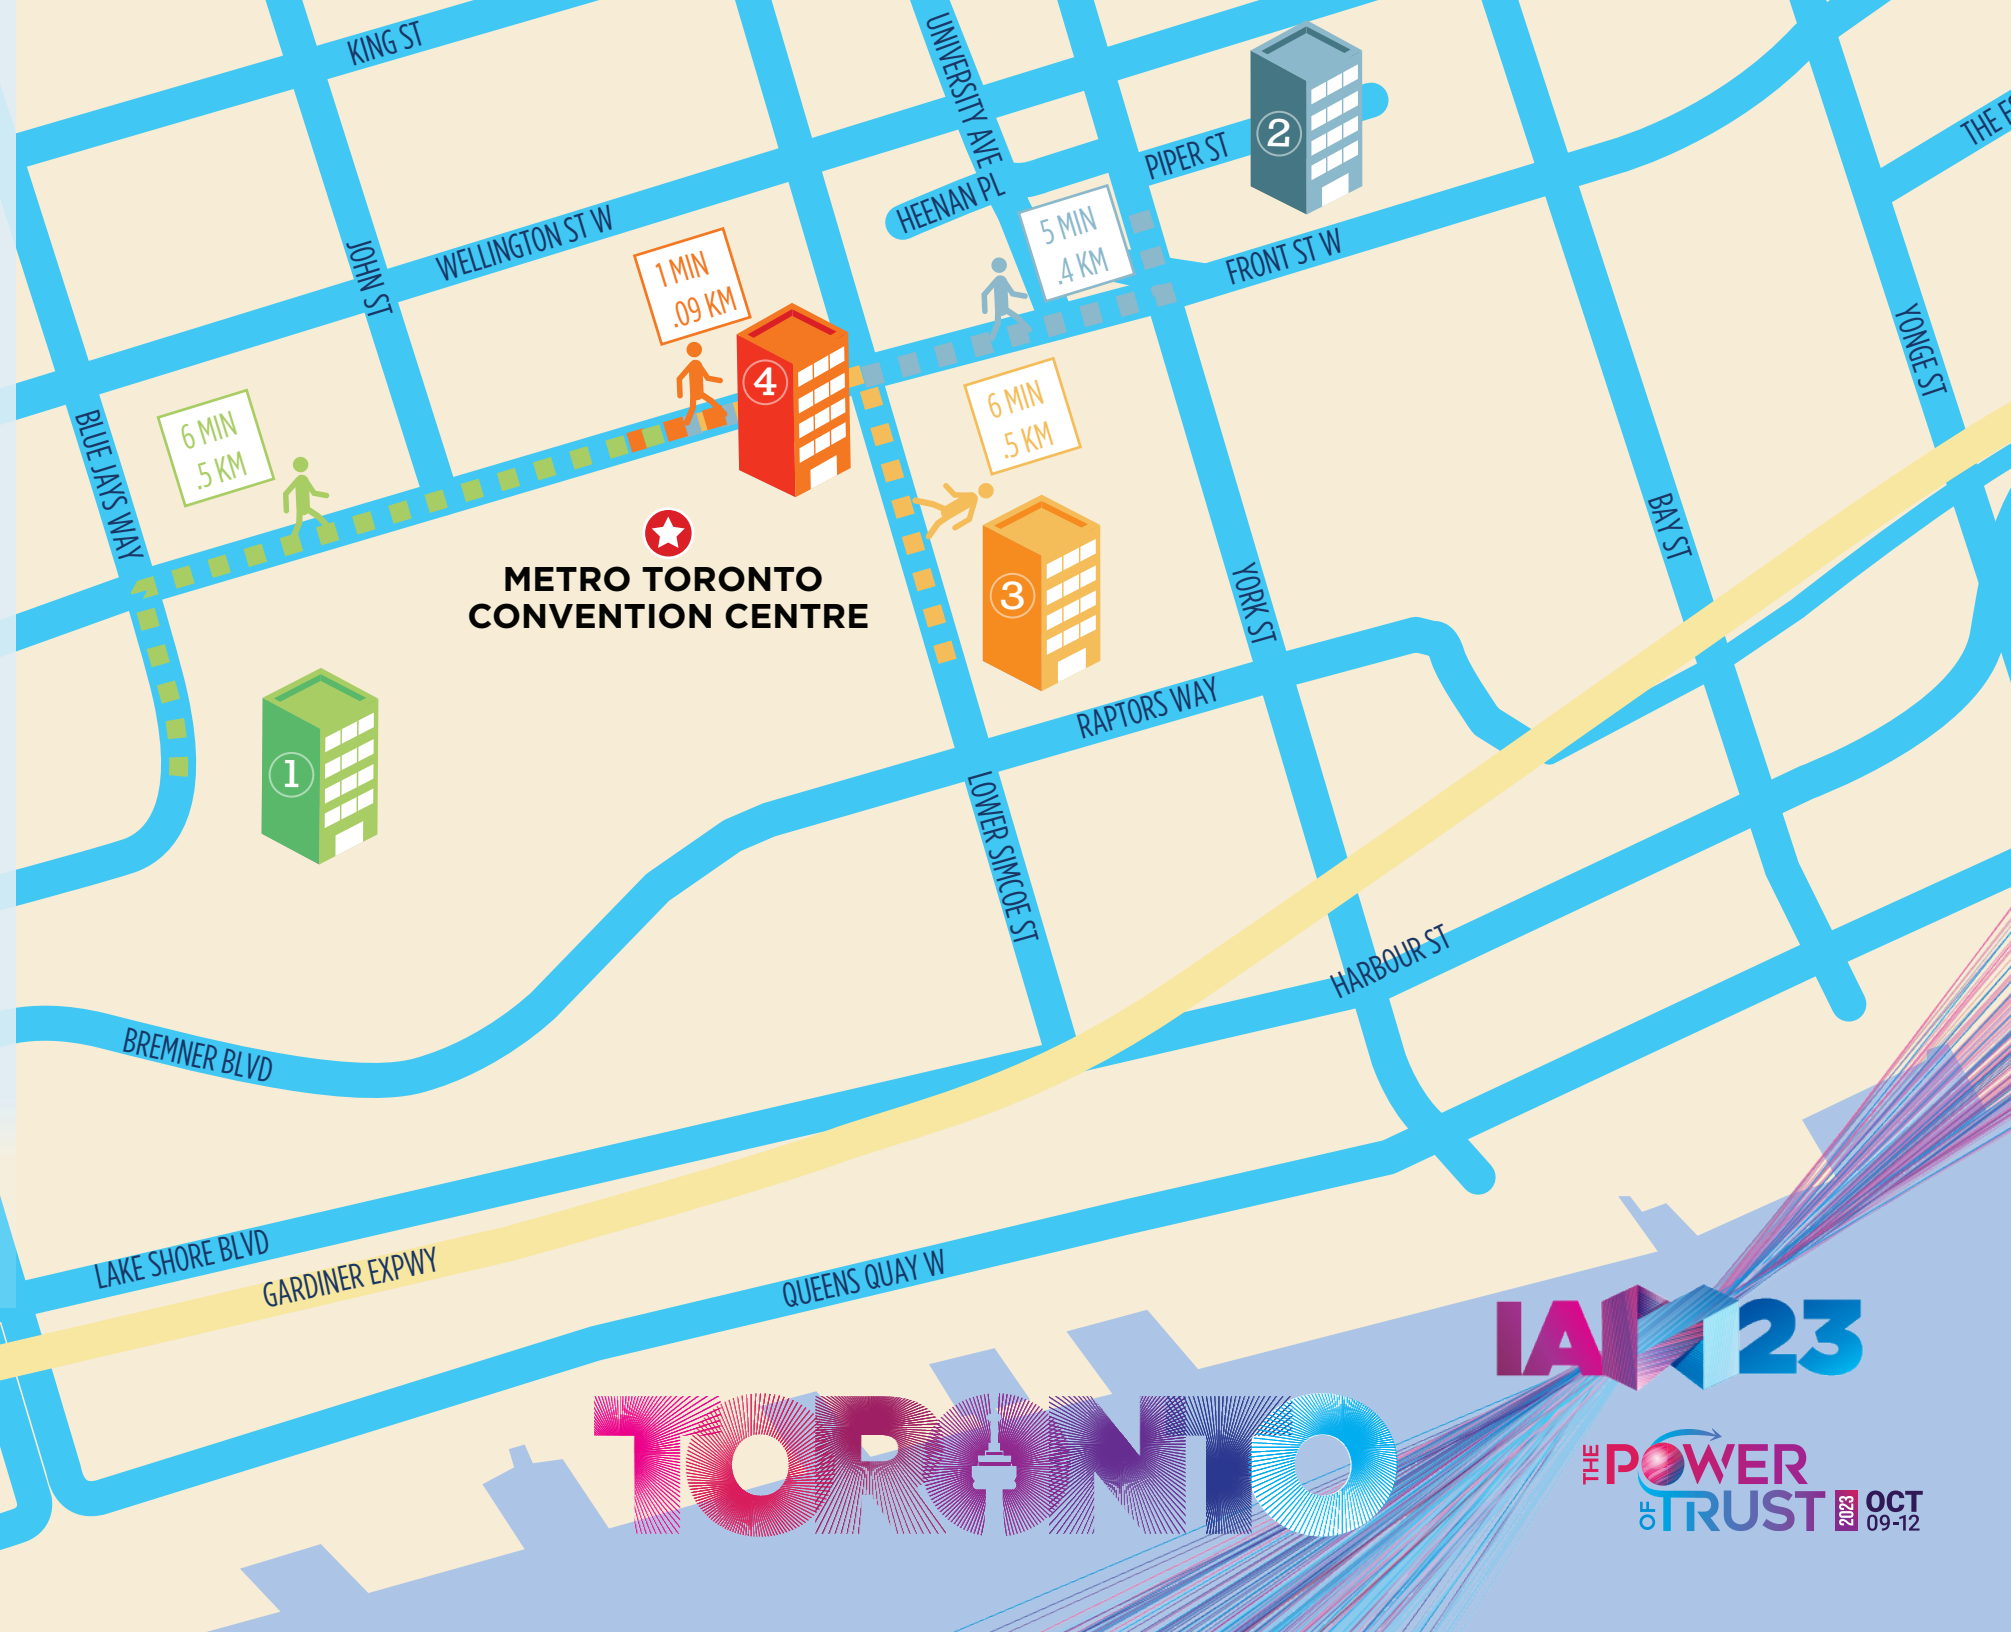 KING ST
UNIVERSITY AVE
2
PIPER ST
HEENAN PL
WELLINGTON ST W
JOHN ST
5 MIN
.4 KM
FRONT ST W
1 MIN
.09 KM
4
YONGE ST
6 MIN
.5 KM
6 MIN
.5 KM
BLUE JAYS WAY
BAY ST
METRO TORONTO
CONVENTION CENTRE
3
YORK ST
RAPTORS WAY
1
LOWER SIMCOE ST
HARBOUR ST
BREMNER BLVD
LAKE SHORE BLVD
GARDINER EXPWY
QUEENS QUAY W
IAM23
TORONTO
THE POWER
OF TRUST
2023
OCT
09-12